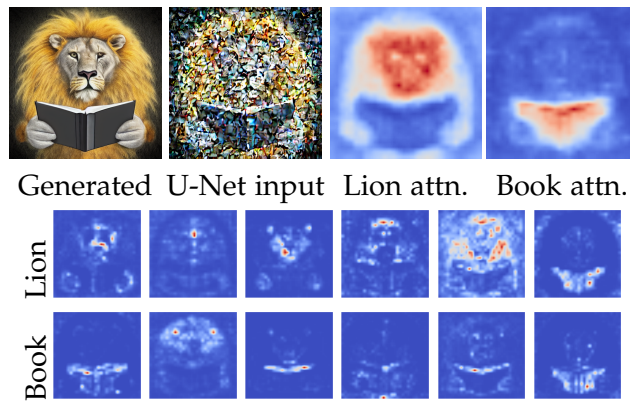 Generated U-Net input Lion attn. Book attn.
Lion
Book